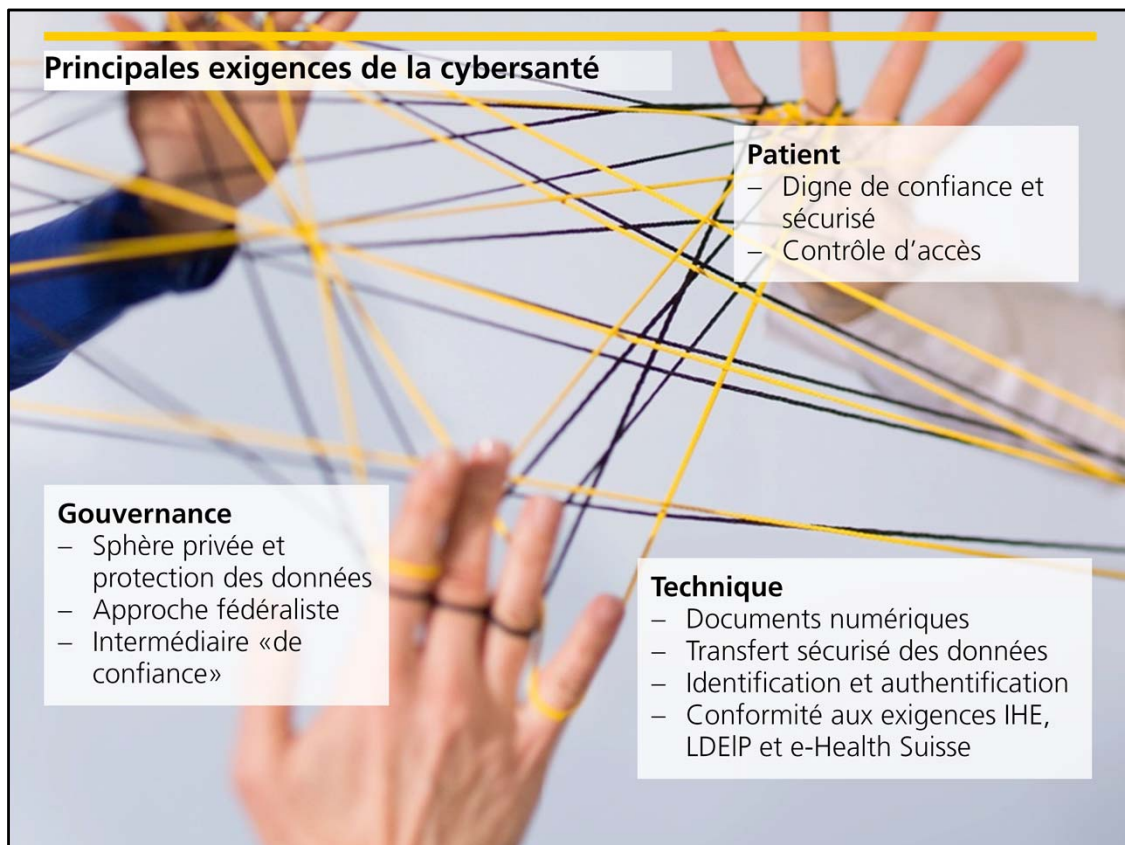 Principales exigences de la cybersanté
Patient
– Digne de confiance et
sécurisé
– Contrôle d’accès
Gouvernance
– Sphère privée et
protection des données
– Approche fédéraliste
– Intermédiaire «de
confiance»
Technique
– Documents numériques
– Transfert sécurisé des données
– Identification et authentification
– Conformité aux exigences IHE,
LDEIP et e-Health Suisse